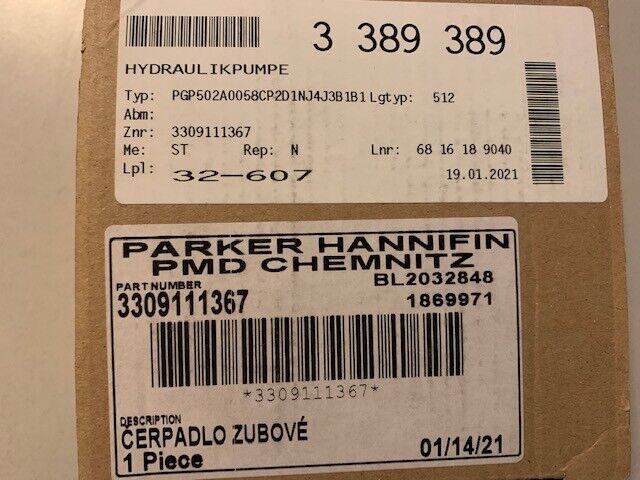 3 389 389
HYDRAULIKPUMPE
Typ: PGP502A0058CP2D1NJ4J3B1B1 Lgtyp: 512
Abm:
Znr: 3309111367
Me: ST Rep: N Lnr: 68 16 18 9040
Lpl: 32-607 19.01.2021
PARKER HANNIFIN
PMD CHEMNITZ
BL2032848
PART NUMBER
3309111367 1869971
*3309111367*
DESCRIPTION
ČERPADLO ZUBOVÉ
1 Piece 01/14/21